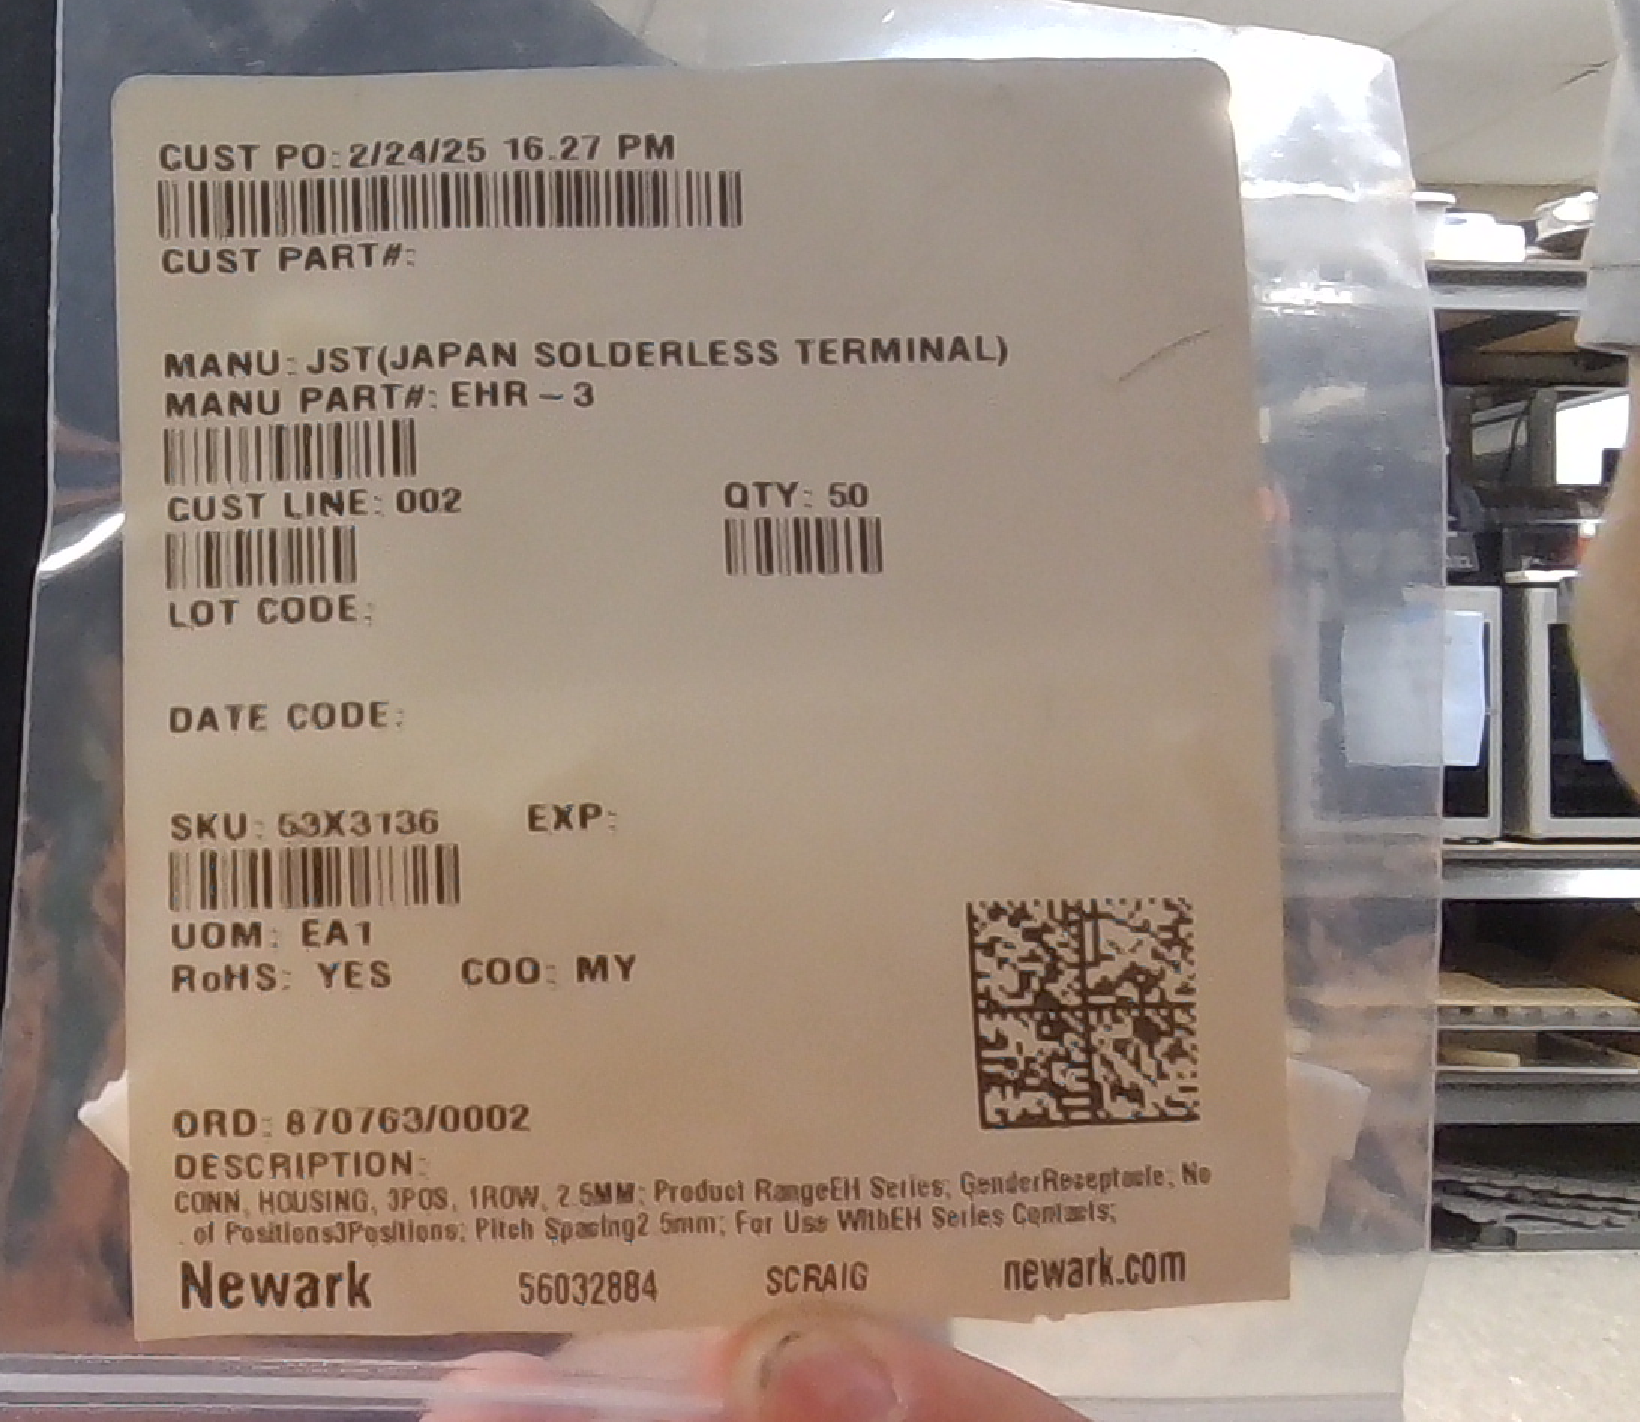 CUST PO: 2/24/25 16.27 PM
CUST PART#:
MANU: JST(JAPAN SOLDERLESS TERMINAL)
MANU PART#: EHR-3
CUST LINE: 002 QTY: 50
LOT CODE:
DATE CODE:
SKU: 53X3136 EXP:
UOM: EA1
RoHS: YES COO: MY
ORD: 870763/0002
DESCRIPTION:
CONN, HOUSING, 3POS, 1ROW, 2.5MM; Product RangeEH Series; GenderReceptacle; No
. of Positions3Positions; Pitch Spacing2.5mm; For Use WithEH Series Contacts;
Newark 56032884 SCRAIG newark.com